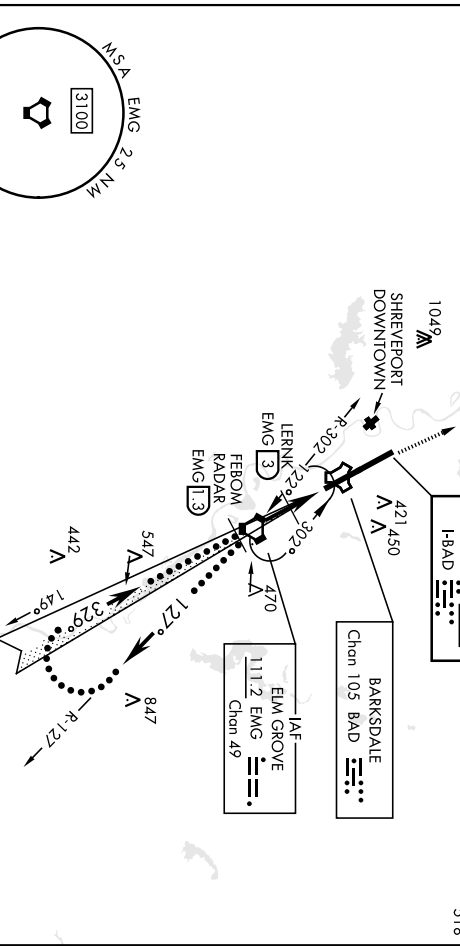 MSA EMG 25 NM
3100
1049
SHREVEPORT
DOWNTOWN
R-302
122°
302°
LERNK
EMG 3
FEBOM
RADAR
EMG 1.3
421
450
470
I-BAD
BARKSDALE
Chan 105 BAD
IAF
ELM GROVE
111.2 EMG
Chan 49
442
547
847
149°
329°
127°
R-127